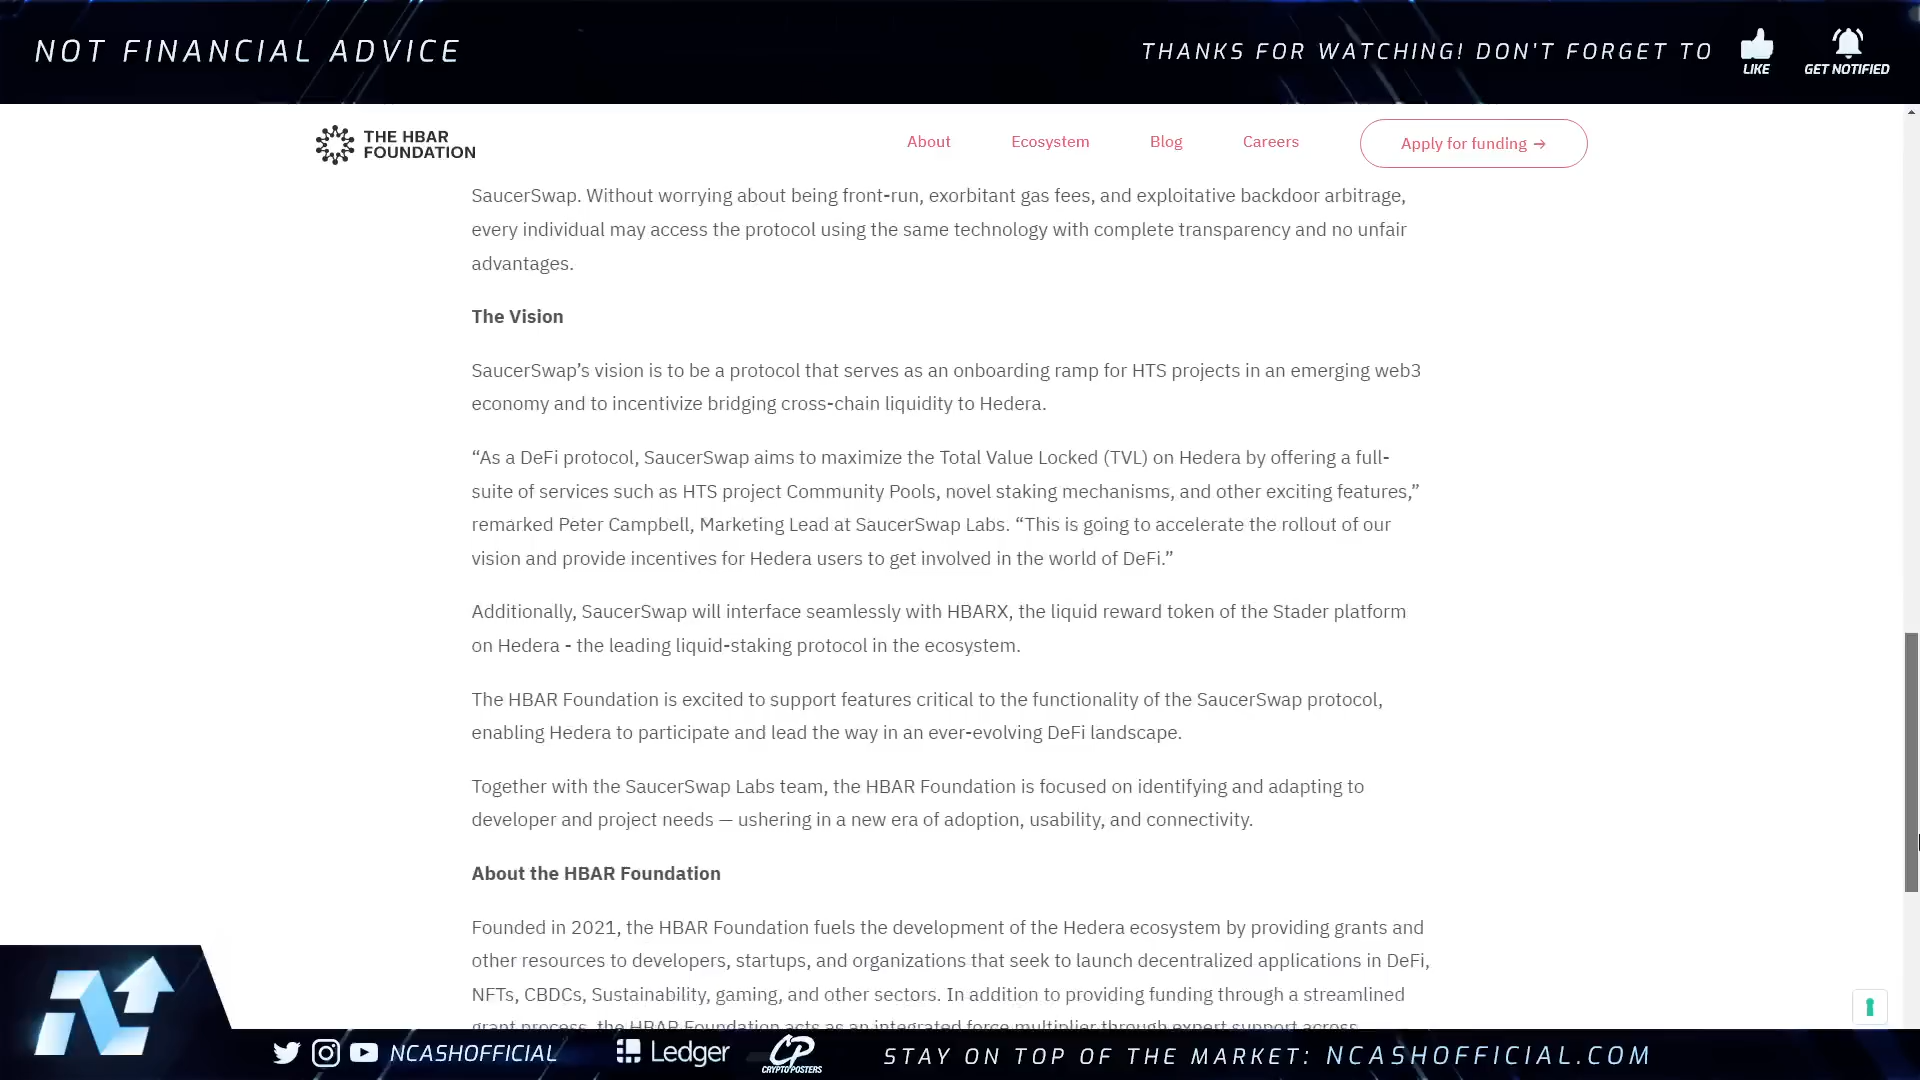 NOT FINANCIAL ADVICE
THANKS FOR WATCHING! DON'T FORGET TO
LIKE
GET NOTIFIED
THE HBAR
FOUNDATION
About
Ecosystem
Blog
Careers
Apply for funding →
SaucerSwap. Without worrying about being front-run, exorbitant gas fees, and exploitative backdoor arbitrage,
every individual may access the protocol using the same technology with complete transparency and no unfair
advantages.
The Vision
SaucerSwap’s vision is to be a protocol that serves as an onboarding ramp for HTS projects in an emerging web3
economy and to incentivize bridging cross-chain liquidity to Hedera.
“As a DeFi protocol, SaucerSwap aims to maximize the Total Value Locked (TVL) on Hedera by offering a full-
suite of services such as HTS project Community Pools, novel staking mechanisms, and other exciting features,”
remarked Peter Campbell, Marketing Lead at SaucerSwap Labs. “This is going to accelerate the rollout of our
vision and provide incentives for Hedera users to get involved in the world of DeFi.”
Additionally, SaucerSwap will interface seamlessly with HBARX, the liquid reward token of the Stader platform
on Hedera - the leading liquid-staking protocol in the ecosystem.
The HBAR Foundation is excited to support features critical to the functionality of the SaucerSwap protocol,
enabling Hedera to participate and lead the way in an ever-evolving DeFi landscape.
Together with the SaucerSwap Labs team, the HBAR Foundation is focused on identifying and adapting to
developer and project needs — ushering in a new era of adoption, usability, and connectivity.
About the HBAR Foundation
Founded in 2021, the HBAR Foundation fuels the development of the Hedera ecosystem by providing grants and
other resources to developers, startups, and organizations that seek to launch decentralized applications in DeFi,
NFTs, CBDCs, Sustainability, gaming, and other sectors. In addition to providing funding through a streamlined
grant process, the HBAR Foundation acts as an integrated force multiplier through expert support across
NCASHOFFICIAL
Ledger
CP
CRYPTOPOSTERS
STAY ON TOP OF THE MARKET: NCASHOFFICIAL.COM